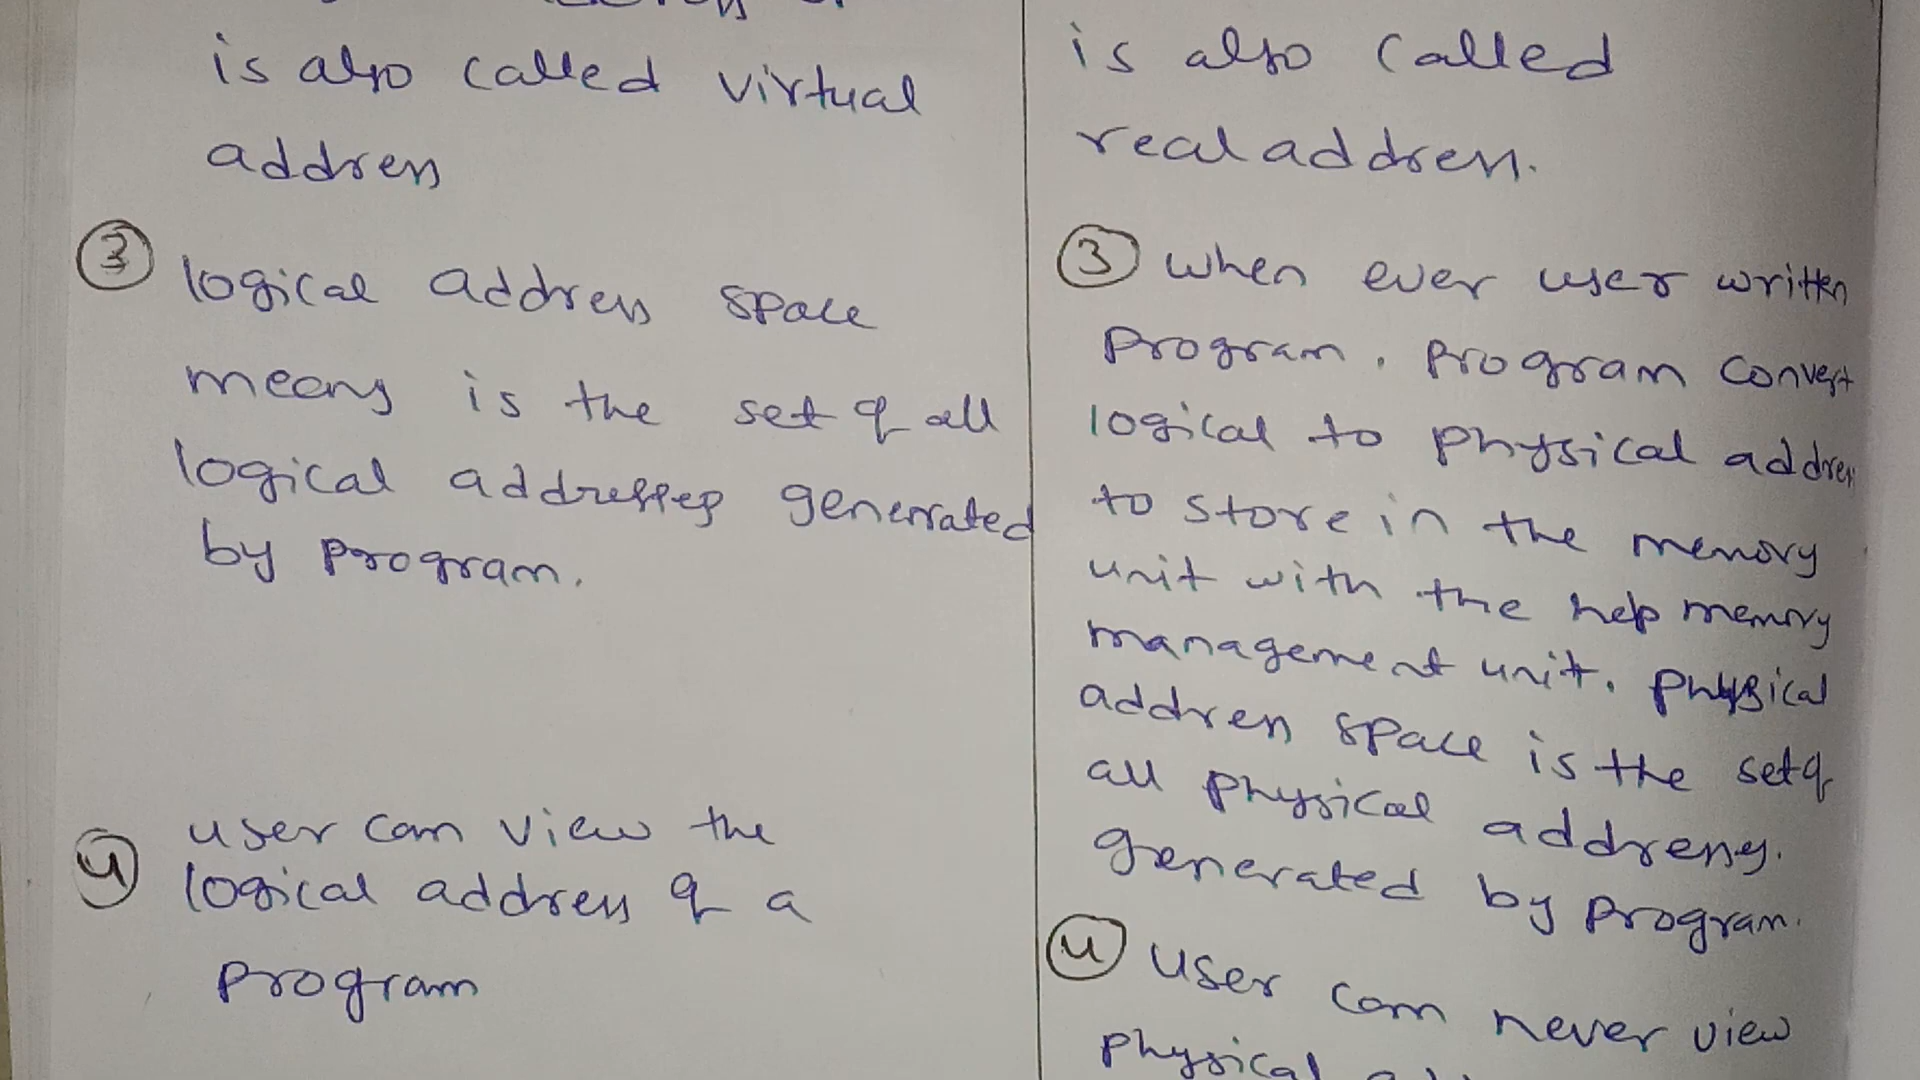 is also called virtual
address
③ logical address space
means is the set of all
logical addresses generated
by program.
④ user can view the
logical address of a
program
is also called
real address.
③ when ever user written
program. program convert
logical to physical address
to store in the memory
unit with the help memory
management unit. physical
address space is the set of
all physical address.
generated by program.
④ user can never view
physical